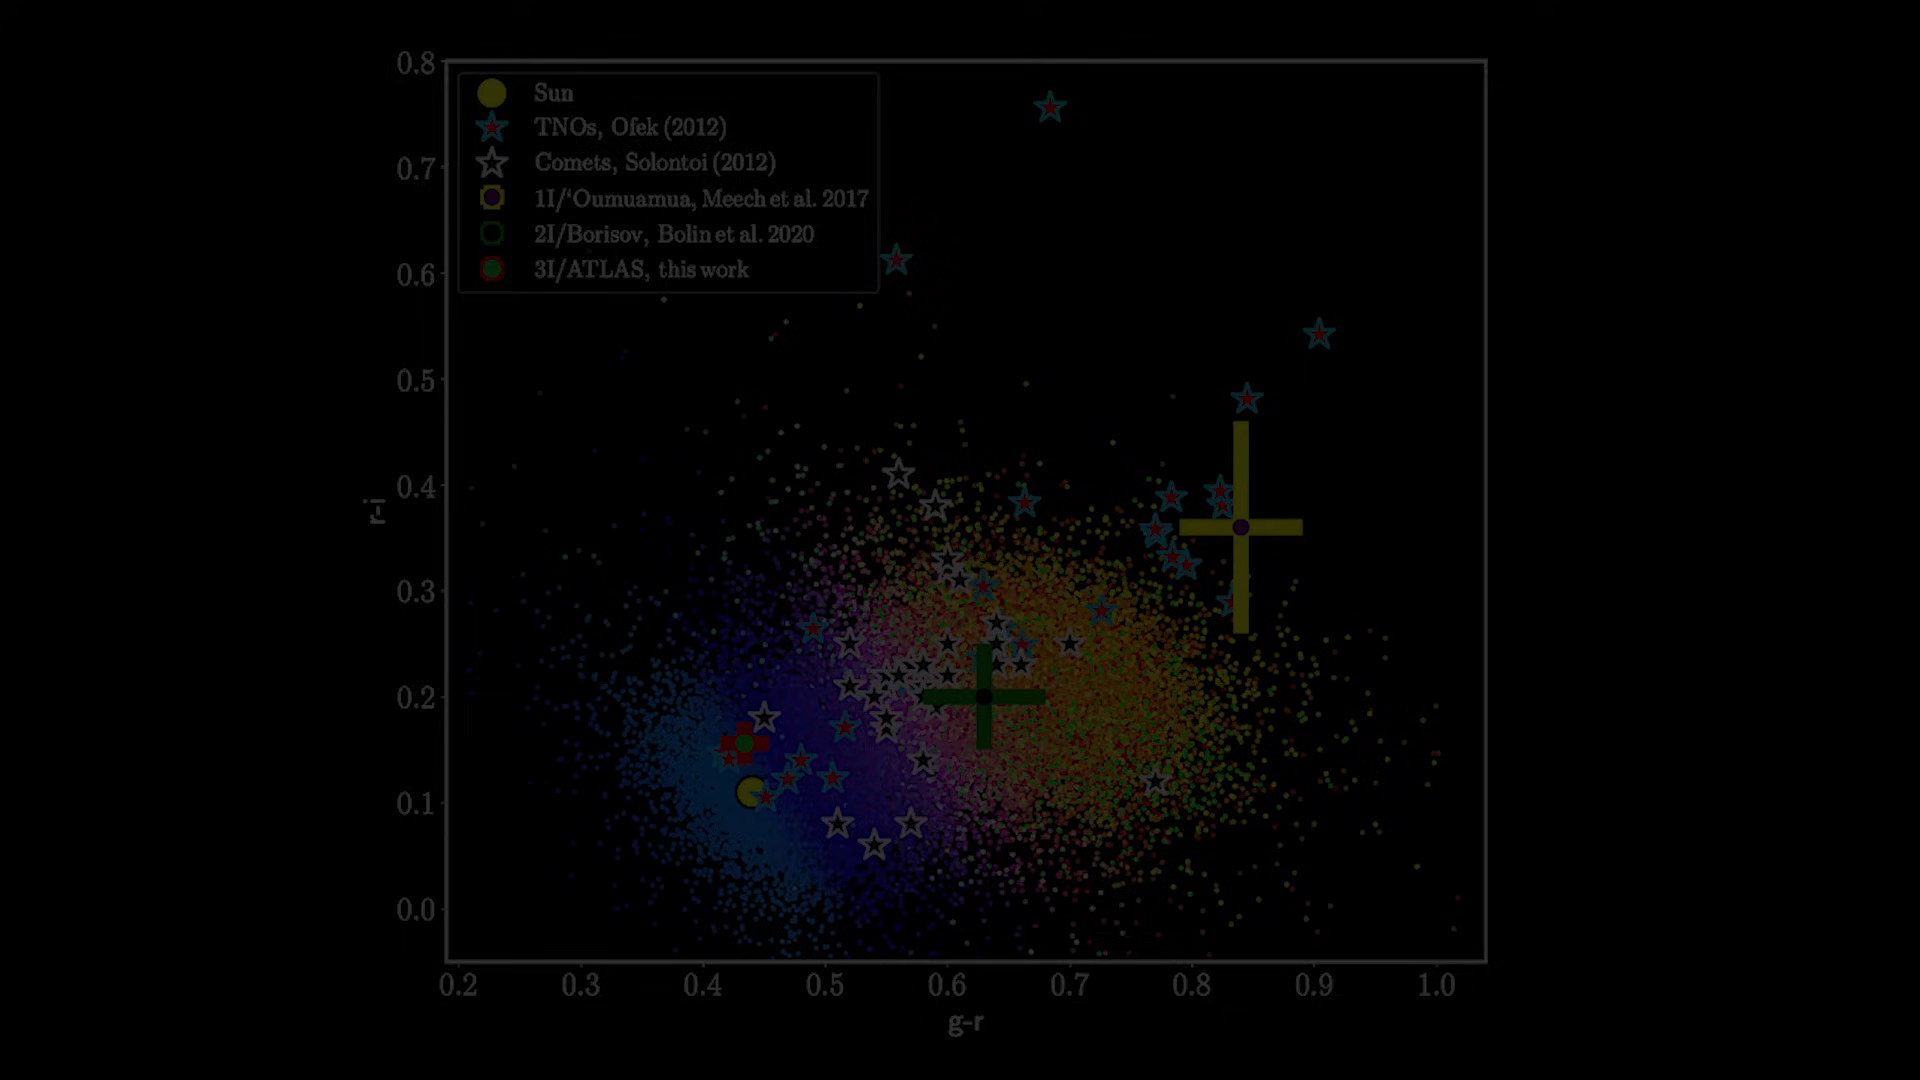 0.8
Sun
TNOs, Ofek (2012)
Comets, Solontoi (2012)
1I/‘Oumuamua, Meech et al. 2017
2I/Borisov, Bolin et al. 2020
3I/ATLAS, this work
0.7
0.6
0.5
0.4
r-i
0.3
0.2
0.1
0.0
0.2 0.3 0.4 0.5 0.6 0.7 0.8 0.9 1.0
g-r